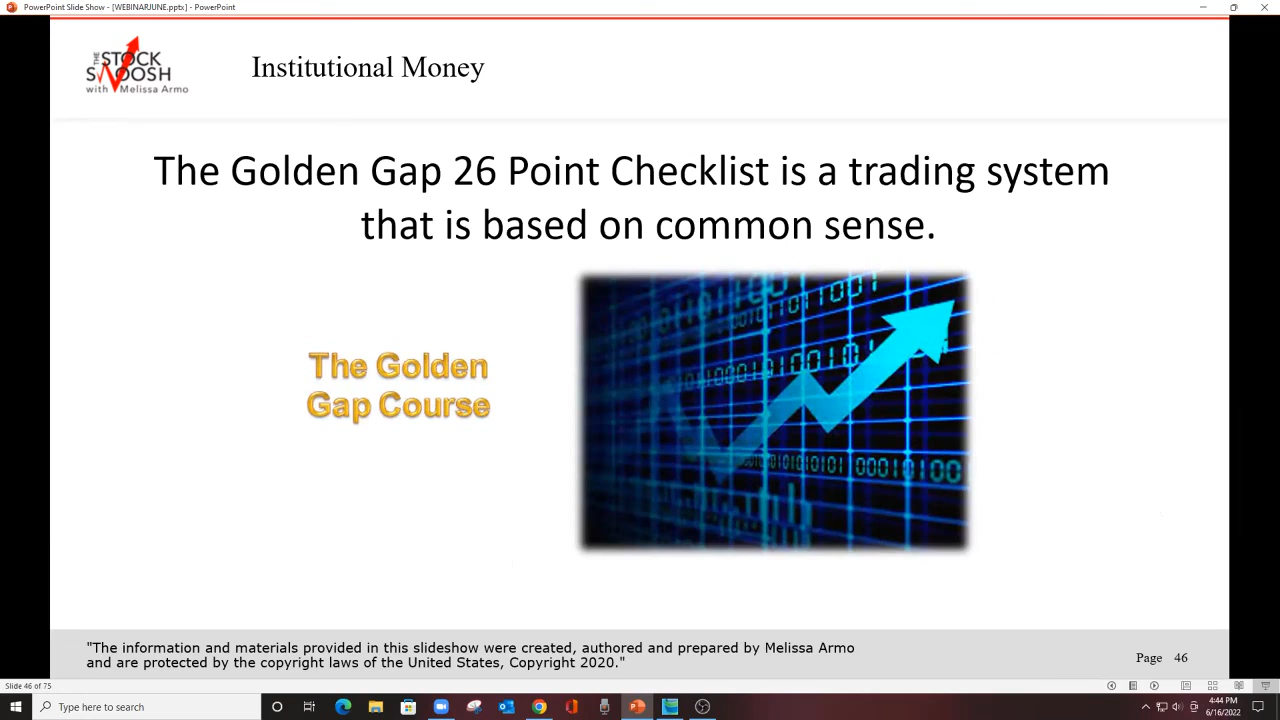 PowerPoint Slide Show - [WEBINARJUNE.pptx] - PowerPoint
THE
STOCK
SWOOSH
with Melissa Armo
Institutional Money
The Golden Gap 26 Point Checklist is a trading system
that is based on common sense.
The Golden
Gap Course
"The information and materials provided in this slideshow were created, authored and prepared by Melissa Armo
and are protected by the copyright laws of the United States, Copyright 2020."
Page 46
Slide 46 of 75
Type here to search
4:44 PM
6/16/2022